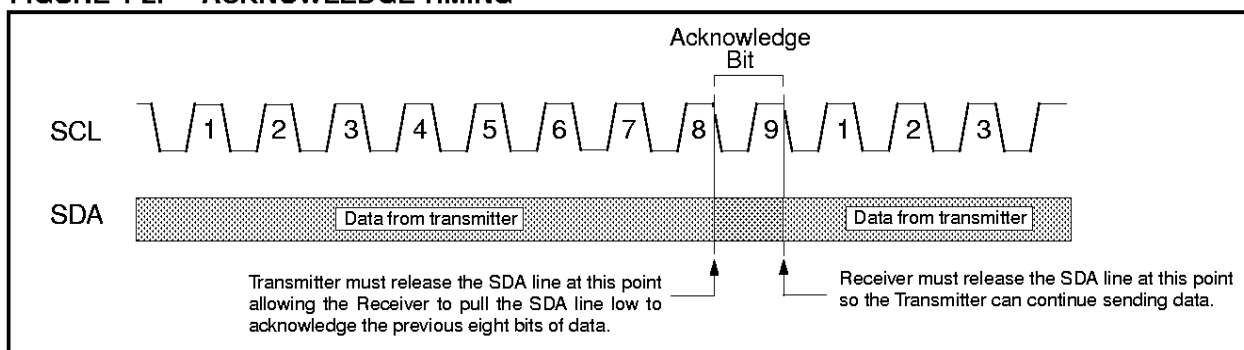 FIGURE 4-2: ACKNOWLEDGE TIMING
Acknowledge
Bit
SCL 1 2 3 4 5 6 7 8 9 1 2 3
SDA Data from transmitter Data from transmitter
Transmitter must release the SDA line at this point
allowing the Receiver to pull the SDA line low to
acknowledge the previous eight bits of data.
Receiver must release the SDA line at this point
so the Transmitter can continue sending data.